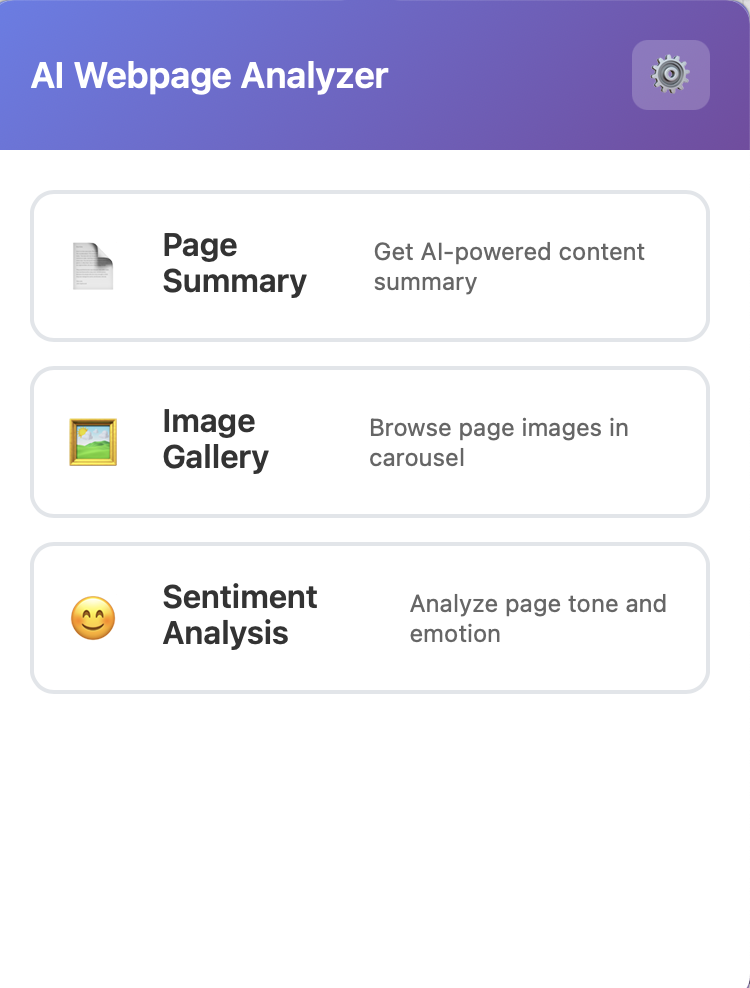 AI Webpage Analyzer
Page
Summary
Get AI-powered content
summary
Image
Gallery
Browse page images in
carousel
Sentiment
Analysis
Analyze page tone and
emotion